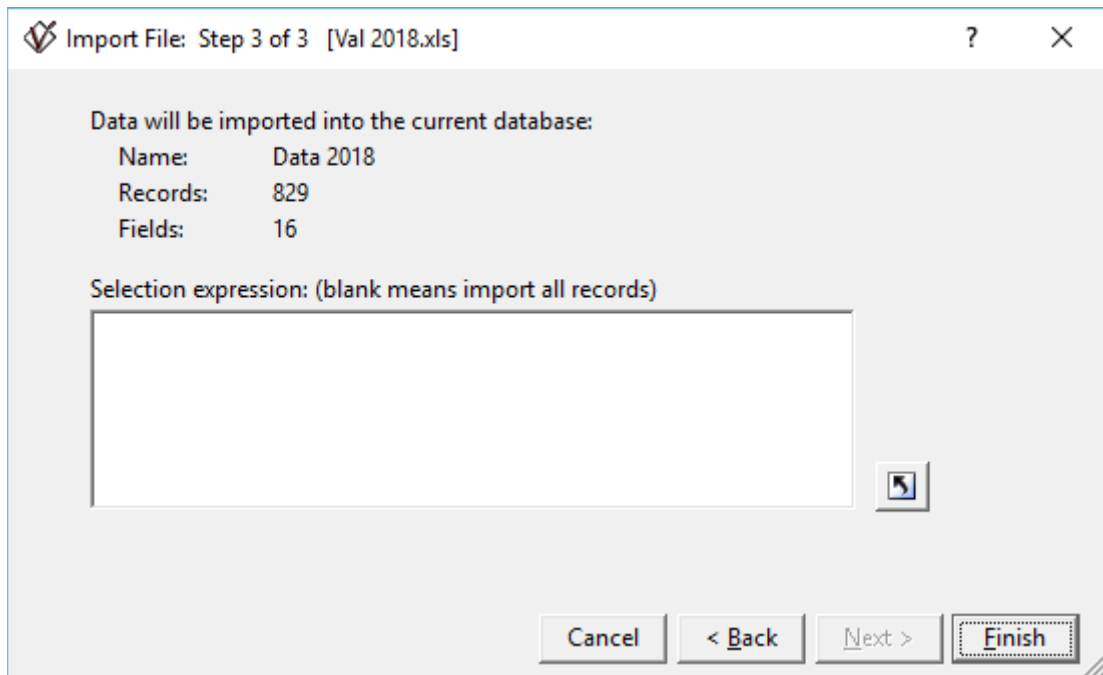 Import File: Step 3 of 3 [Val 2018.xls] ?
Data will be imported into the current database:
Name: Data 2018
Records: 829
Fields: 16
Selection expression: (blank means import all records)
Cancel < Back Next > Finish